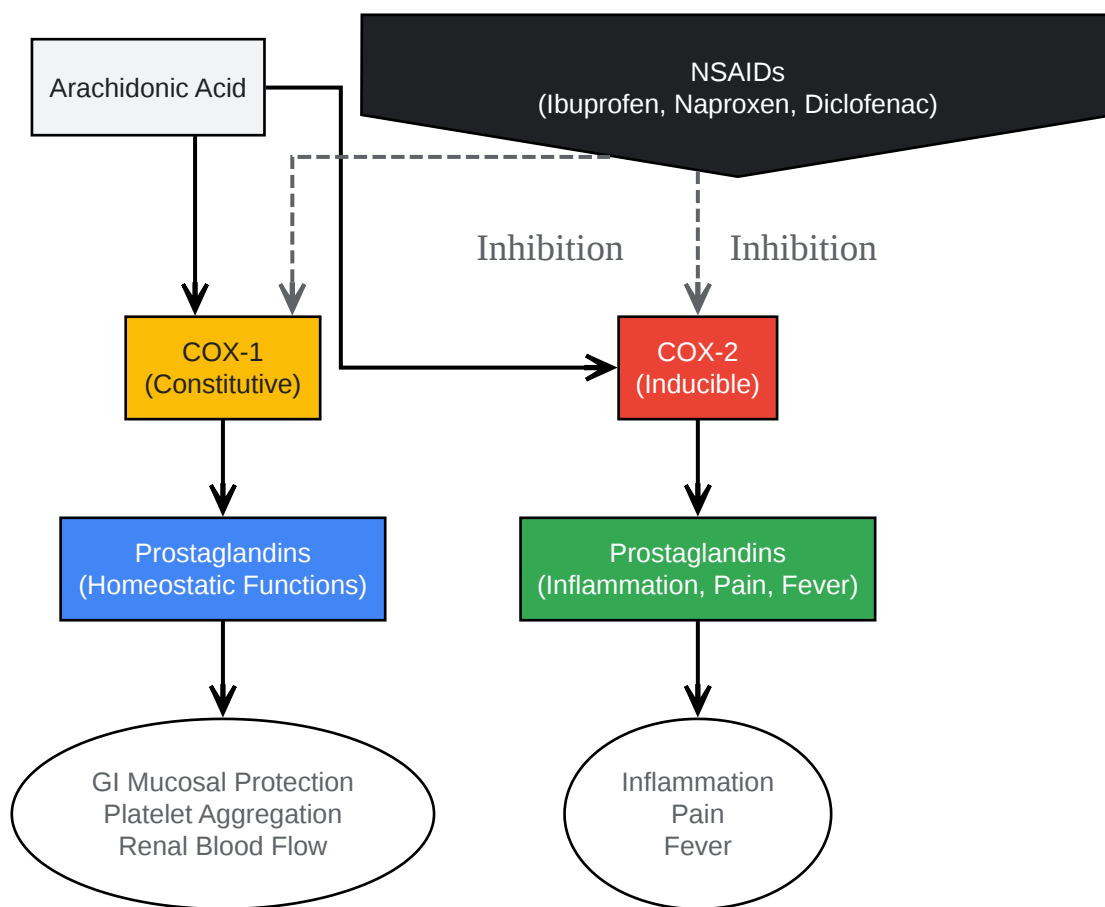 Arachidonic Acid
NSAIDs
(Ibuprofen, Naproxen, Diclofenac)
Inhibition
Inhibition
COX-1
(Constitutive)
COX-2
(Inducible)
Prostaglandins
(Homeostatic Functions)
Prostaglandins
(Inflammation, Pain, Fever)
GI Mucosal Protection
Platelet Aggregation
Renal Blood Flow
Inflammation
Pain
Fever